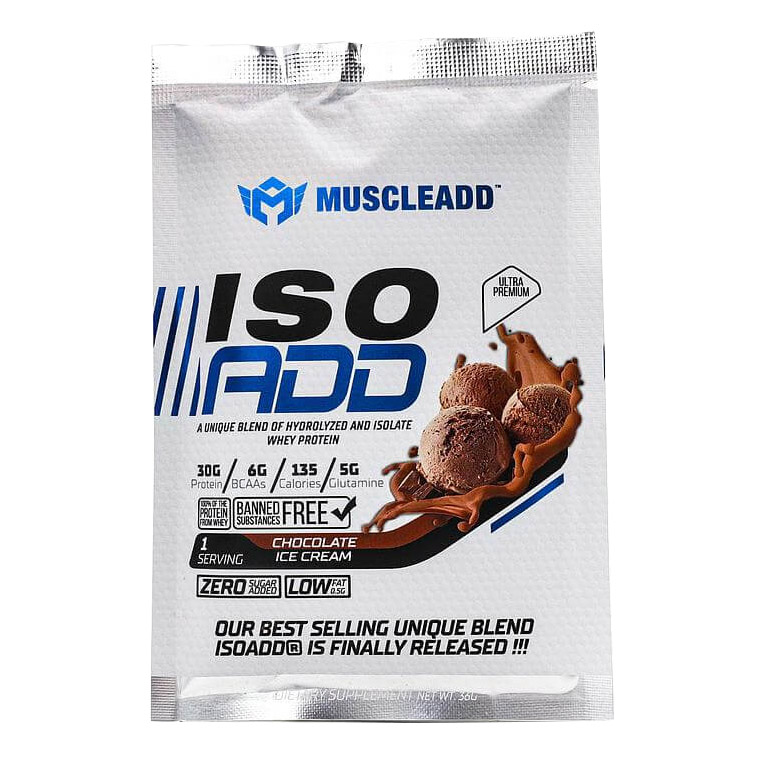 MUSCLEADD™
ISO
ADD
ULTRA
PREMIUM
A UNIQUE BLEND OF HYDROLYZED AND ISOLATE
WHEY PROTEIN
30G / 6G / 135 / 5G
Protein / BCAAs / Calories / Glutamine
100% OF THE
PROTEIN
FROM WHEY
BANNED
SUBSTANCES
FREE
1
SERVING
CHOCOLATE
ICE CREAM
ZERO SUGAR
ADDED
LOW FAT
0.5G
OUR BEST SELLING UNIQUE BLEND
ISOADD® IS FINALLY RELEASED !!!
DIETARY SUPPLEMENT NET WT. 36G